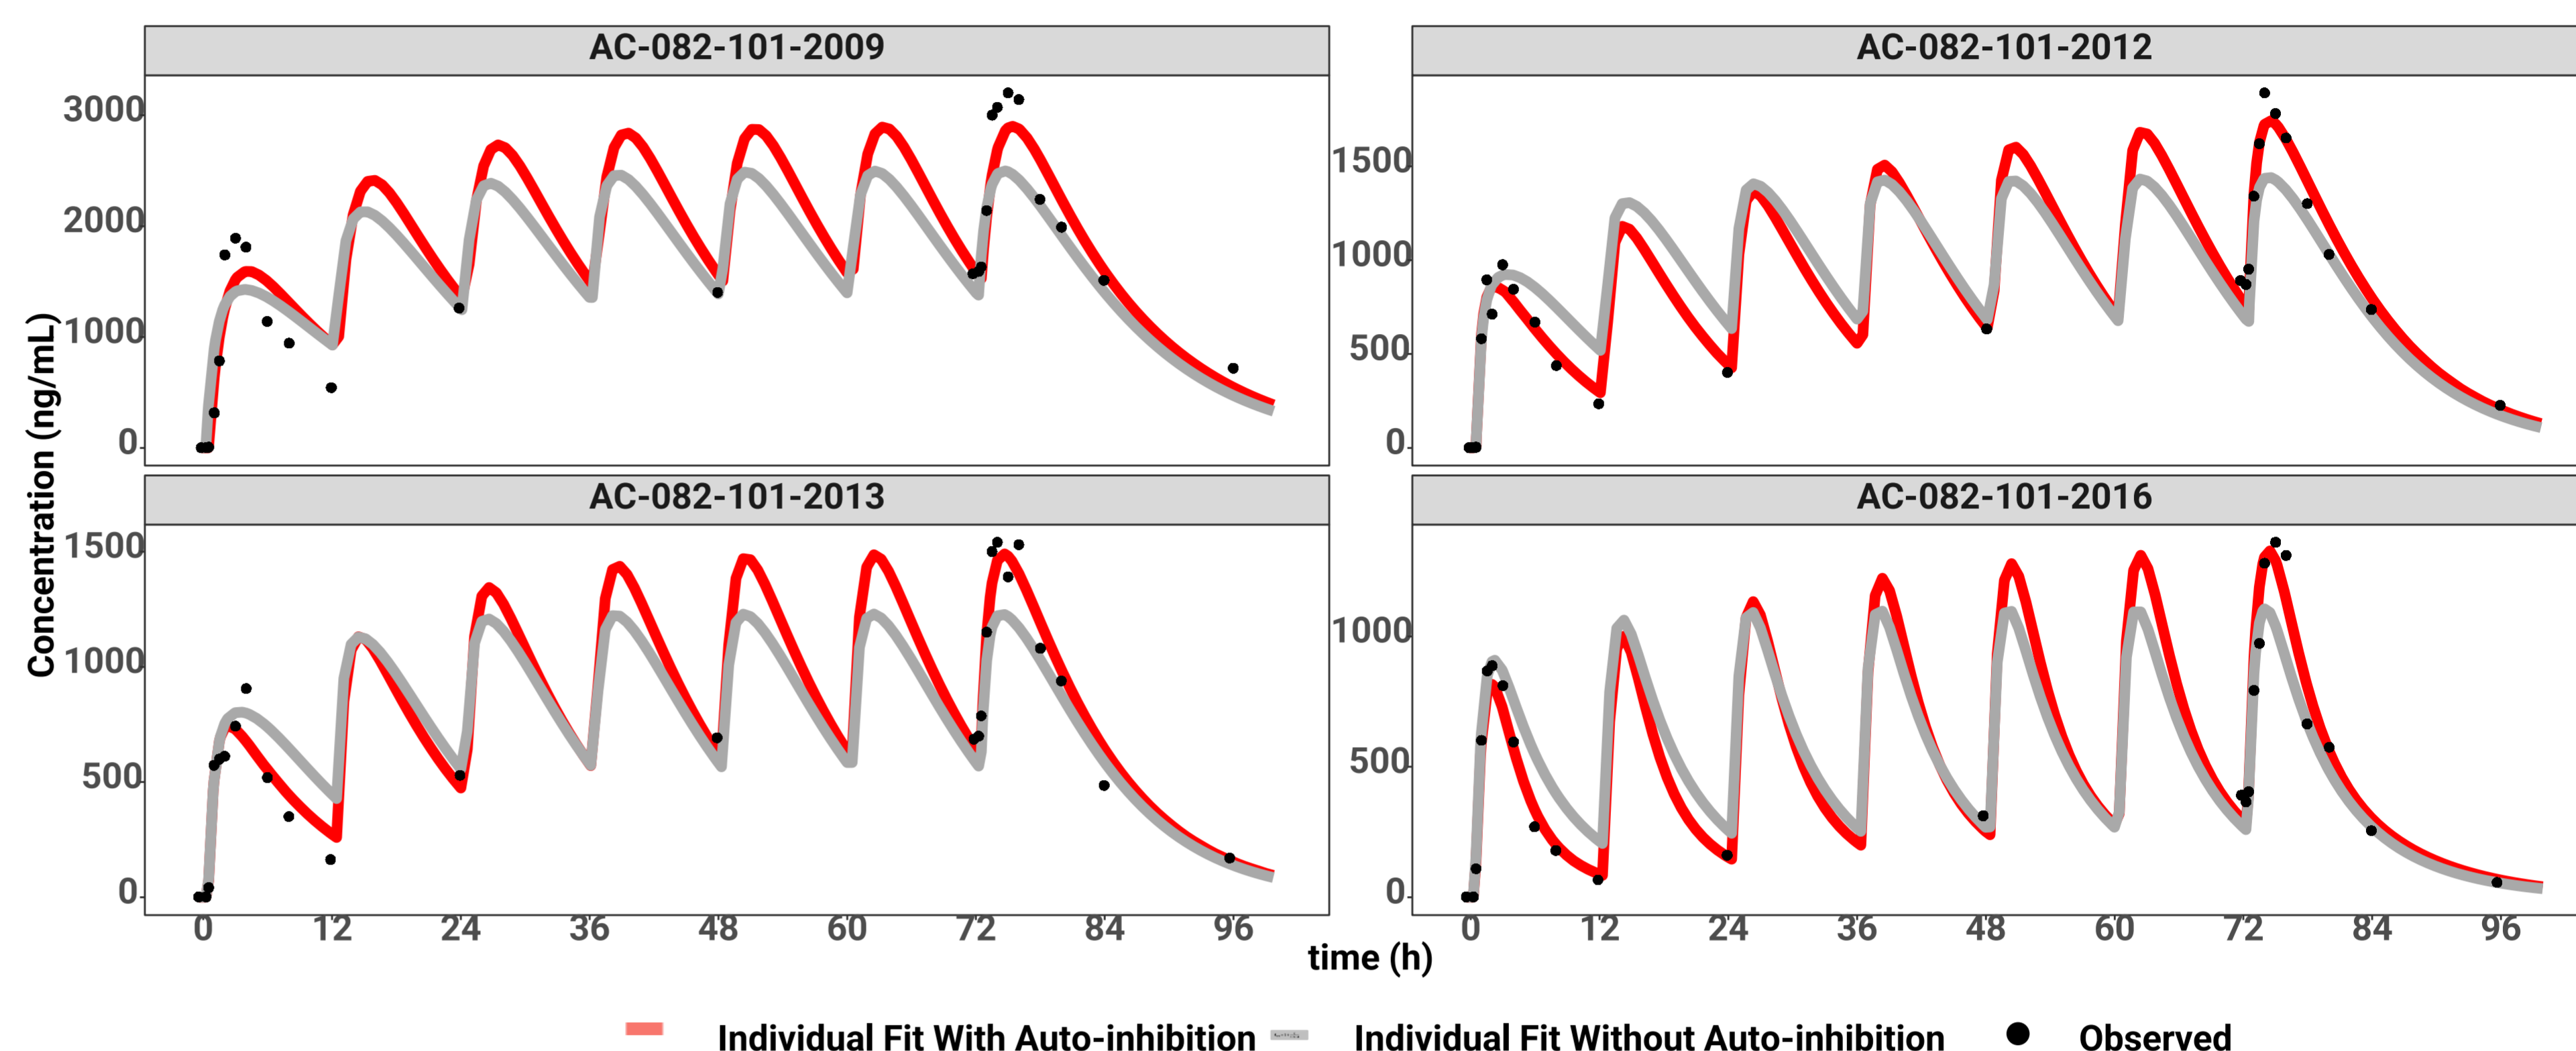 AC-082-101-2009
AC-082-101-2012
3000
2000
1000
0
1500
1000
500
0
Concentration (ng/mL)
AC-082-101-2013
AC-082-101-2016
1500
1000
500
0
1000
500
0
0 12 24 36 48 60 72 84 96
0 12 24 36 48 60 72 84 96
time (h)
Individual Fit With Auto-inhibition Individual Fit Without Auto-inhibition Observed